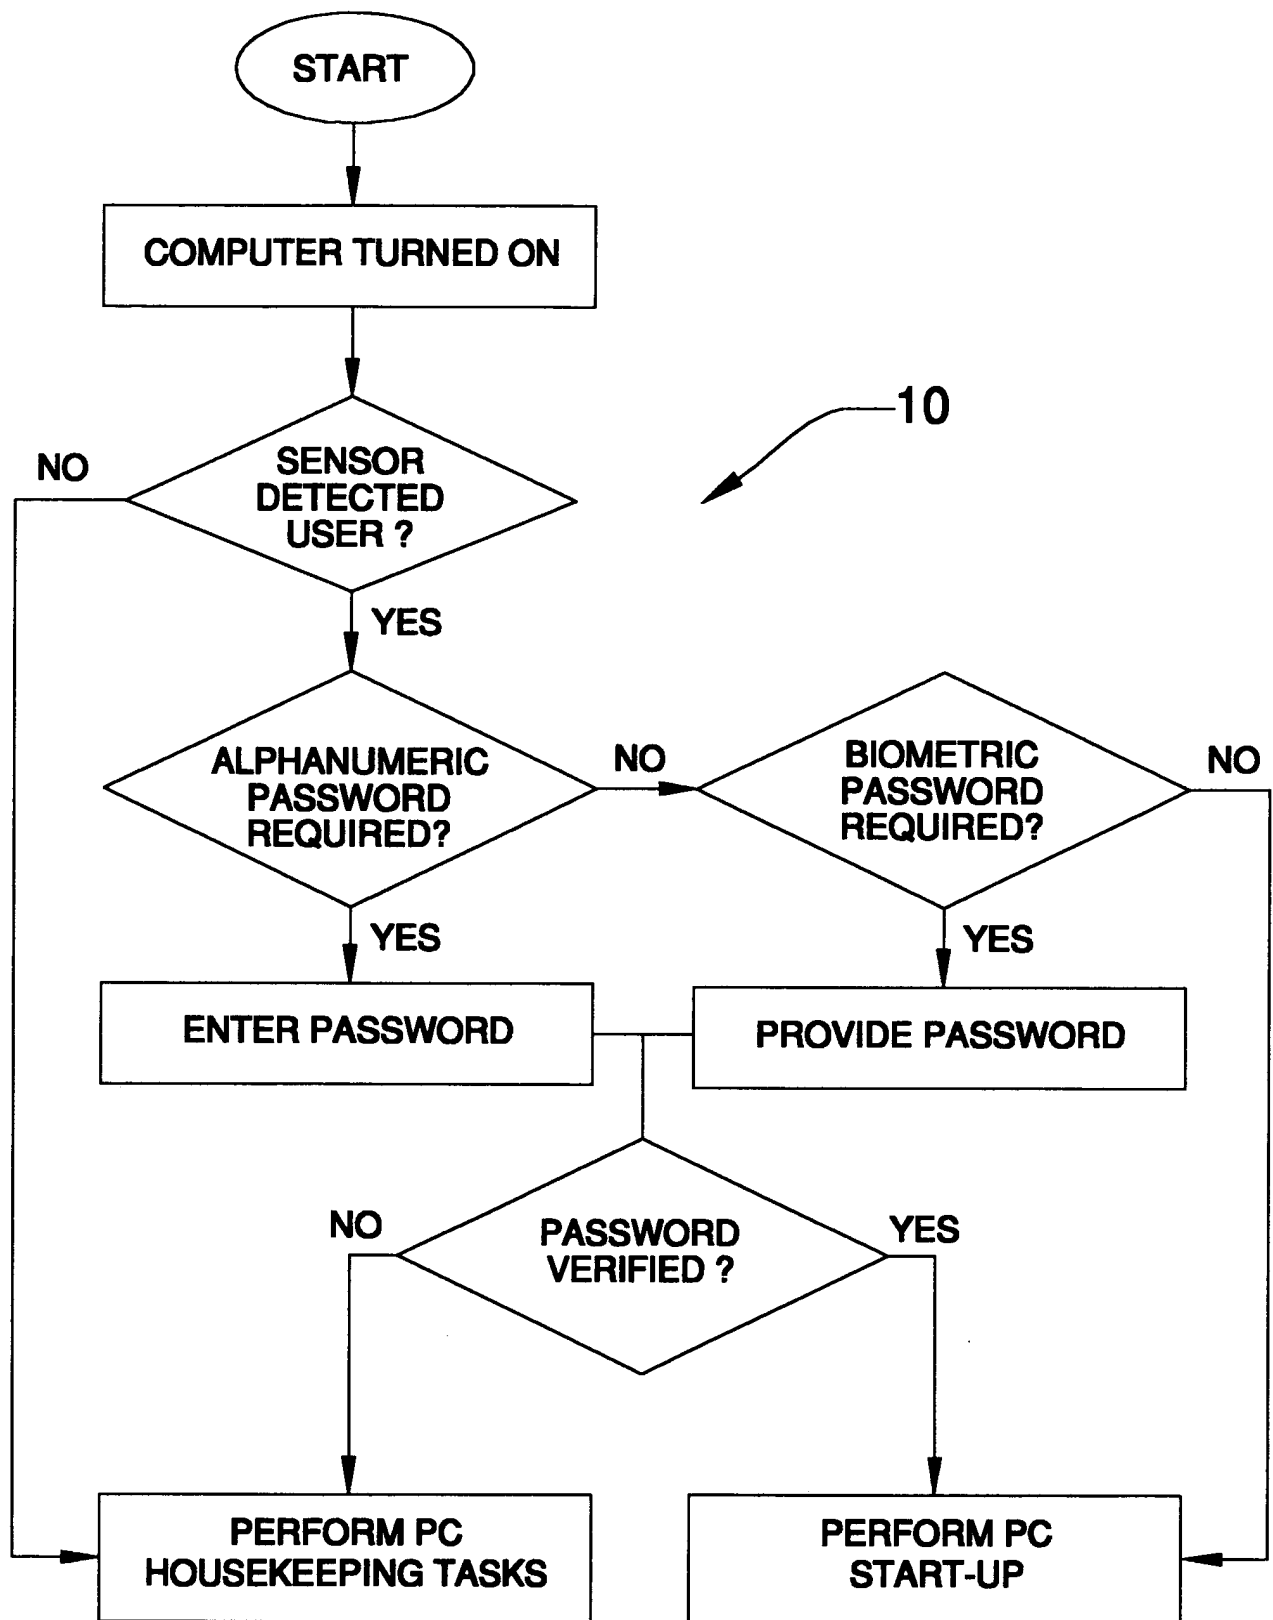 START
COMPUTER TURNED ON
10
NO
SENSOR
DETECTED
USER ?
YES
ALPHANUMERIC
PASSWORD
REQUIRED?
NO
BIOMETRIC
PASSWORD
REQUIRED?
NO
YES
YES
ENTER PASSWORD
PROVIDE PASSWORD
NO
PASSWORD
VERIFIED ?
YES
PERFORM PC
HOUSEKEEPING TASKS
PERFORM PC
START-UP